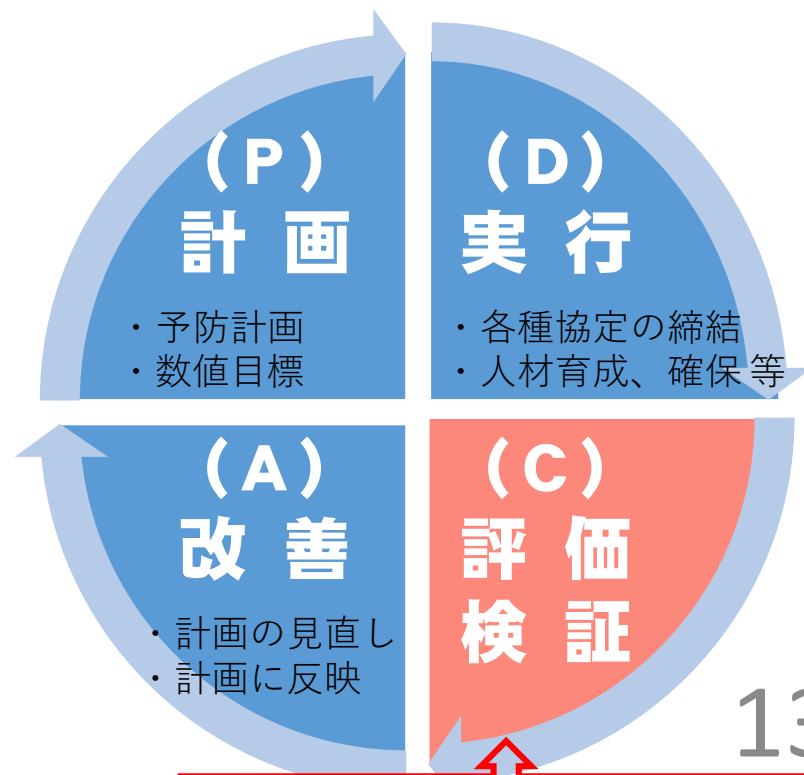 (P)
計画
・予防計画
・数値目標
(D)
実行
・各種協定の締結
・人材育成、確保 等
(A)
改善
・計画の見直し
・計画に反映
(C)
評価
検証
13